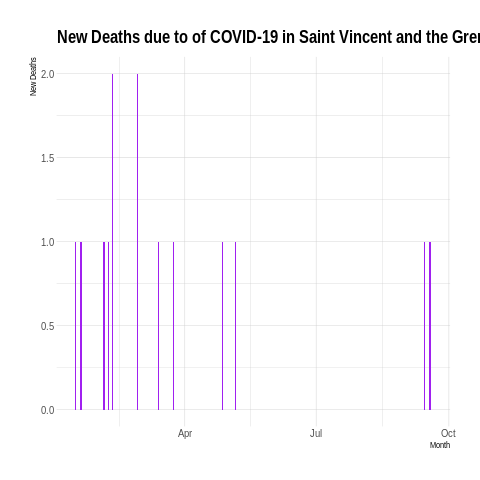 New Deaths due to of COVID-19 in Saint Vincent and the Gren
New Deaths
2.0
1.5
1.0
0.5
0.0
Apr Jul Oct
Month